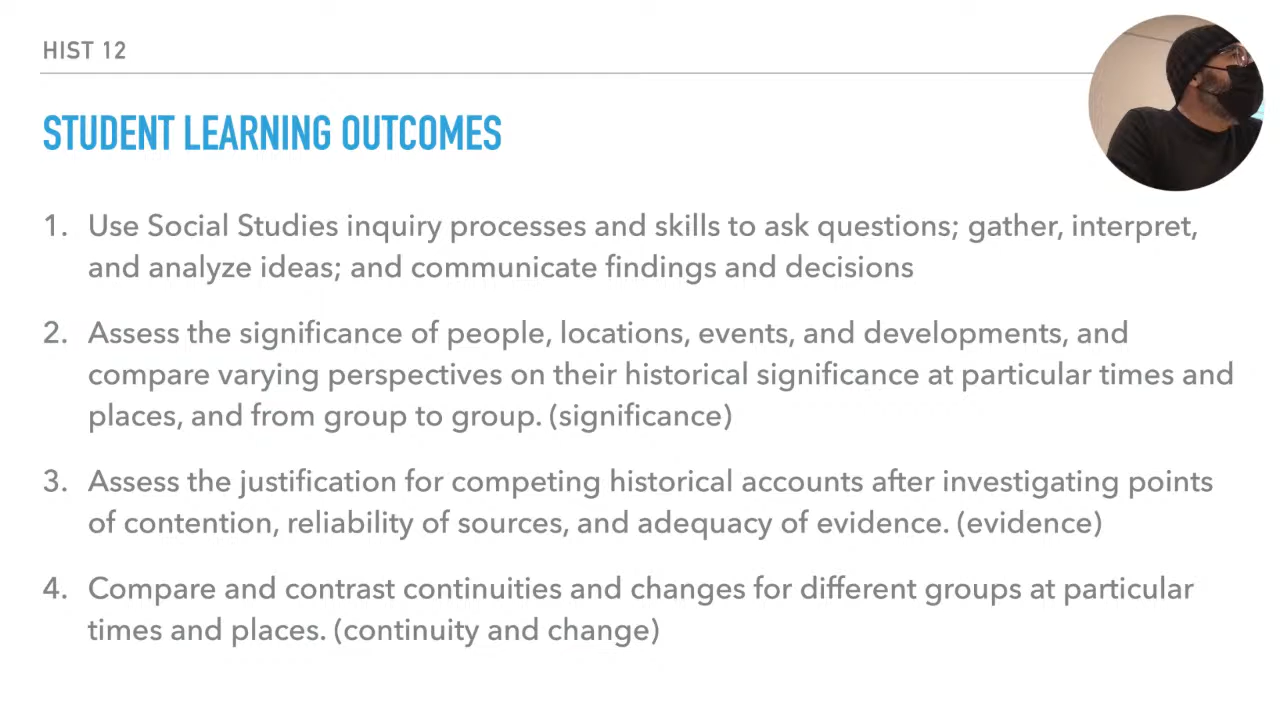 HIST 12
STUDENT LEARNING OUTCOMES
1. Use Social Studies inquiry processes and skills to ask questions; gather, interpret,
and analyze ideas; and communicate findings and decisions
2. Assess the significance of people, locations, events, and developments, and
compare varying perspectives on their historical significance at particular times and
places, and from group to group. (significance)
3. Assess the justification for competing historical accounts after investigating points
of contention, reliability of sources, and adequacy of evidence. (evidence)
4. Compare and contrast continuities and changes for different groups at particular
times and places. (continuity and change)